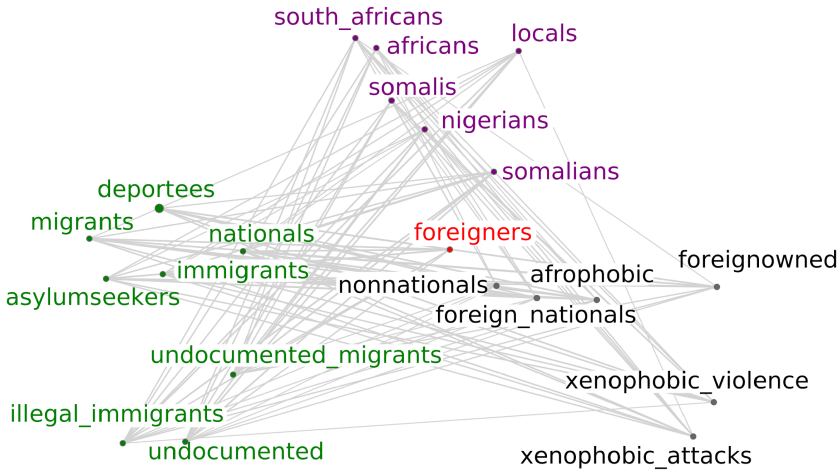 south_africans
locals
africans
somalis
nigerians
somalians
deportees
migrants
nationals
foreigners
foreignowned
immigrants
afrophobic
nonnationals
asylumseekers
foreign_nationals
undocumented_migrants
xenophobic_violence
illegal_immigrants
undocumented
xenophobic_attacks